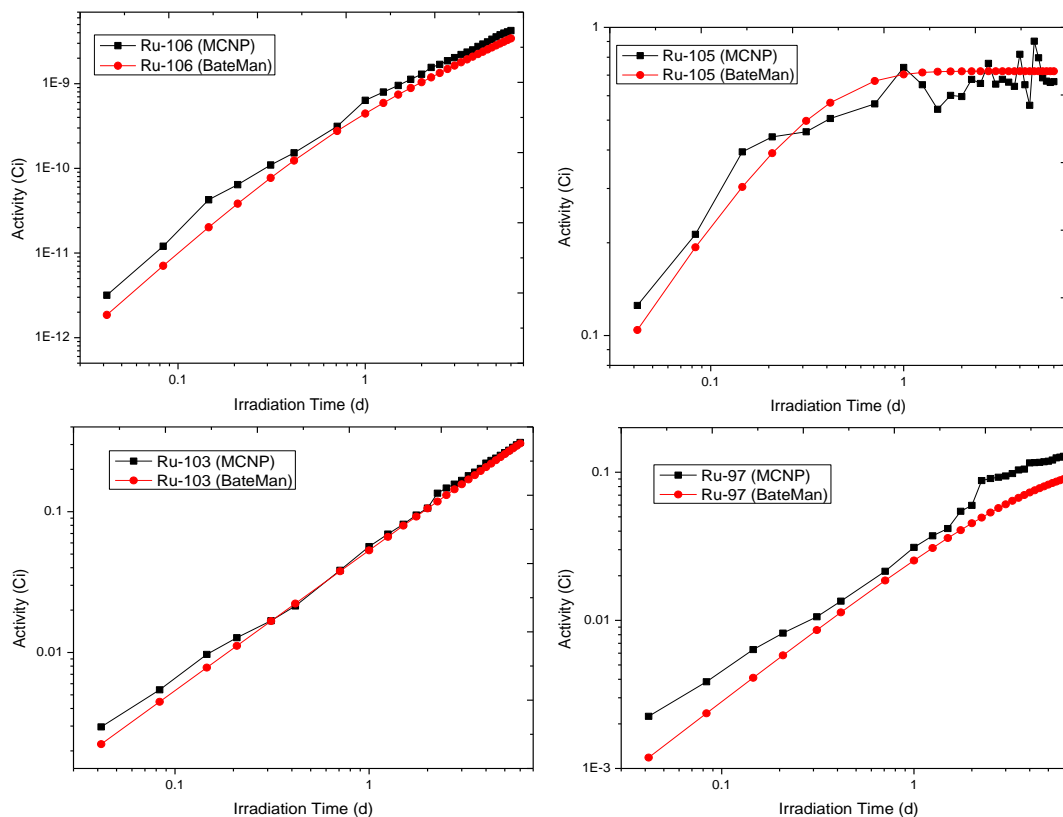 Ru-106 (MCNP)
Ru-106 (BateMan)
1E-9
1E-10
1E-11
1E-12
Activity (Ci)
0.1
1
Irradiation Time (d)
Ru-105 (MCNP)
Ru-105 (BateMan)
1
0.1
Activity (Ci)
0.1
1
Irradiation Time (d)
Ru-103 (MCNP)
Ru-103 (BateMan)
0.1
0.01
Activity (Ci)
0.1
1
Irradiation Time (d)
Ru-97 (MCNP)
Ru-97 (BateMan)
0.1
0.01
1E-3
Activity (Ci)
0.1
1
Irradiation Time (d)